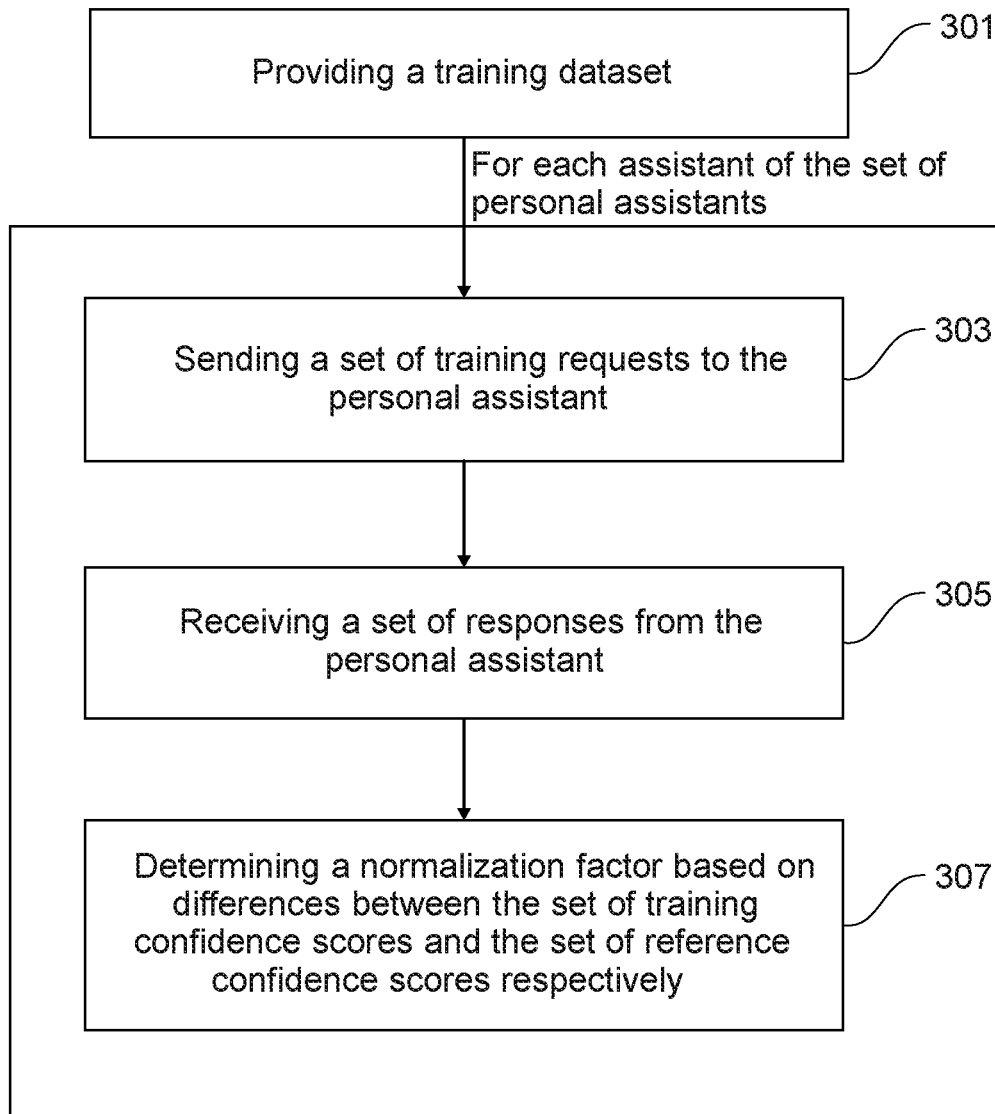 301
Providing a training dataset
For each assistant of the set of
personal assistants
303
Sending a set of training requests to the
personal assistant
305
Receiving a set of responses from the
personal assistant
307
Determining a normalization factor based on
differences between the set of training
confidence scores and the set of reference
confidence scores respectively